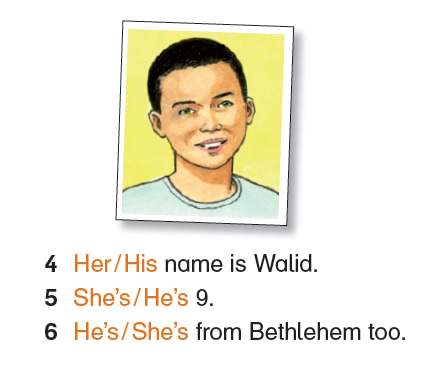 4 Her/His name is Walid.
5 She's/He's 9.
6 He's/She's from Bethlehem too.